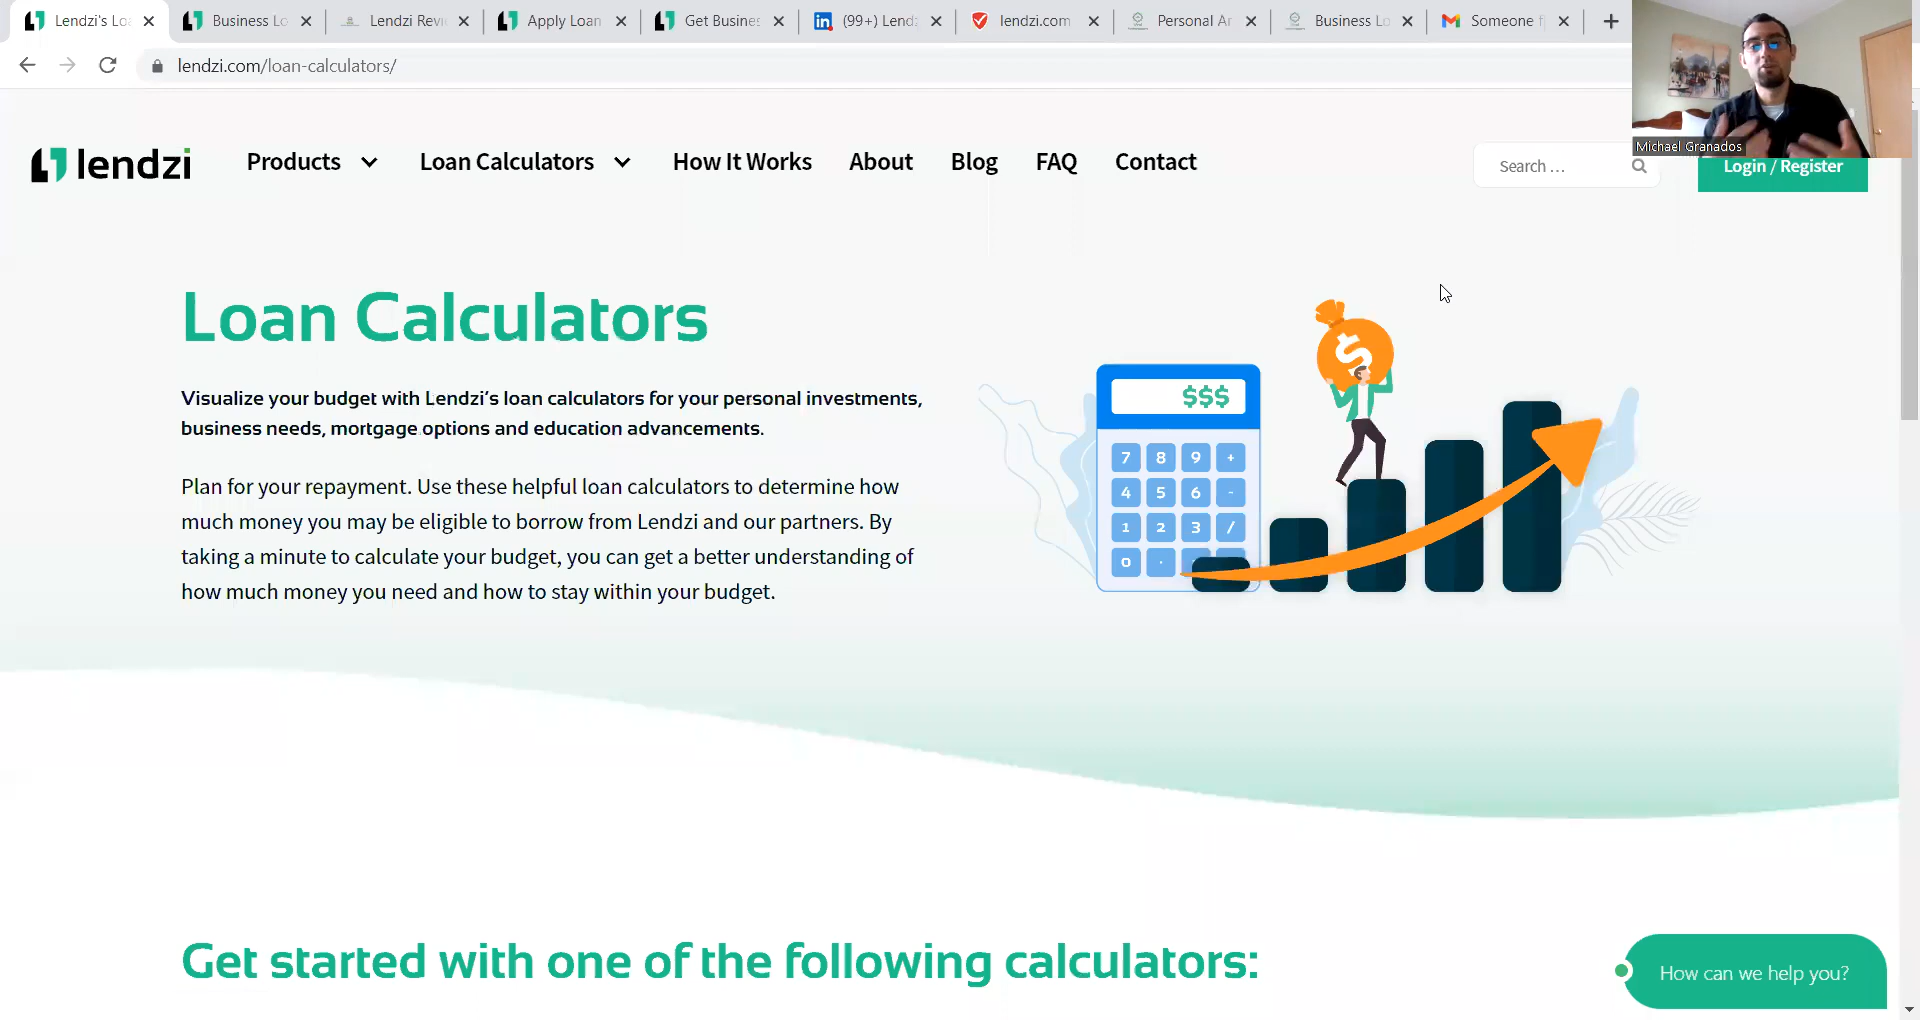 Lendzi's Loa
Business Lo
Lendzi Revi
Apply Loan
Get Busines
(99+) Lendz
lendzi.com
Personal An
Business Lo
Someone f
lendzi.com/loan-calculators/
Michael Granados
lendzi
Products
Loan Calculators
How It Works
About
Blog
FAQ
Contact
Search ...
Login / Register
Loan Calculators
Visualize your budget with Lendzi’s loan calculators for your personal investments,
business needs, mortgage options and education advancements.
Plan for your repayment. Use these helpful loan calculators to determine how
much money you may be eligible to borrow from Lendzi and our partners. By
taking a minute to calculate your budget, you can get a better understanding of
how much money you need and how to stay within your budget.
$
$$$
7 8 9 +
4 5 6 -
1 2 3 /
0 .
Get started with one of the following calculators:
How can we help you?